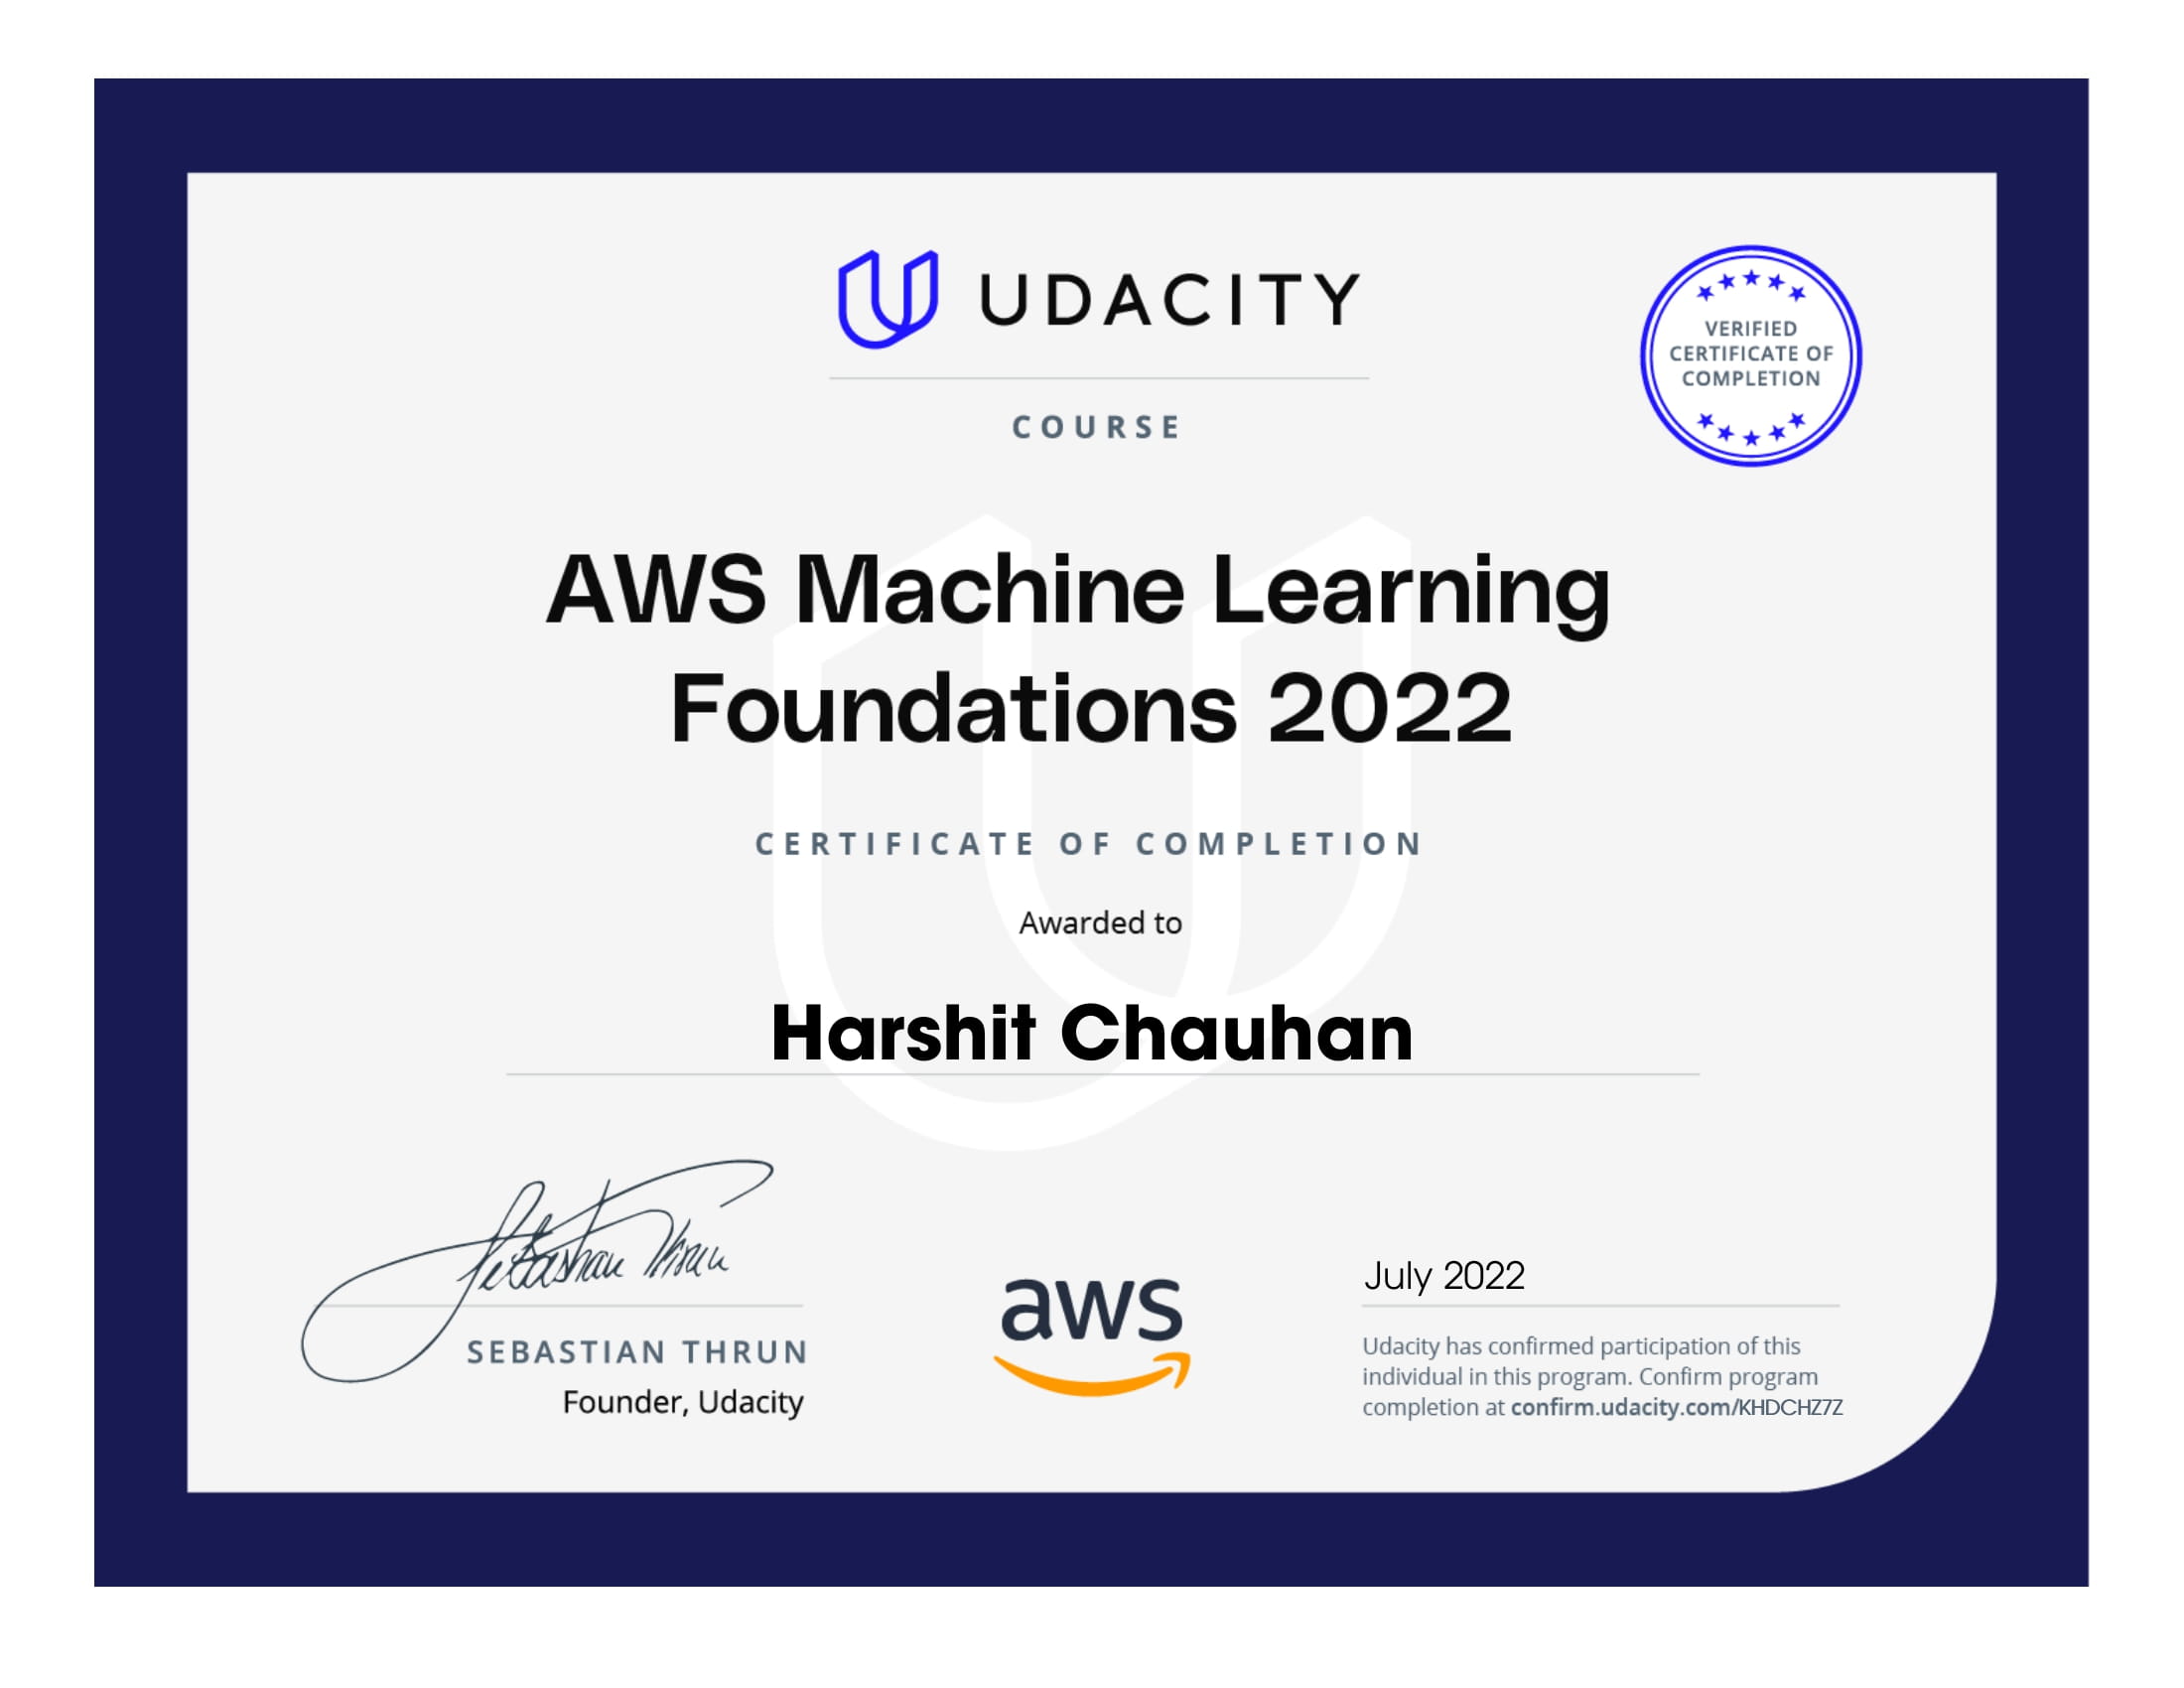 UDACITY
VERIFIED
CERTIFICATE OF
COMPLETION
COURSE
AWS Machine Learning
Foundations 2022
CERTIFICATE OF COMPLETION
Awarded to
Harshit Chauhan
Sebastian Thrun
SEBASTIAN THRUN
Founder, Udacity
aws
July 2022
Udacity has confirmed participation of this
individual in this program. Confirm program
completion at confirm.udacity.com/KHDCHZ7Z